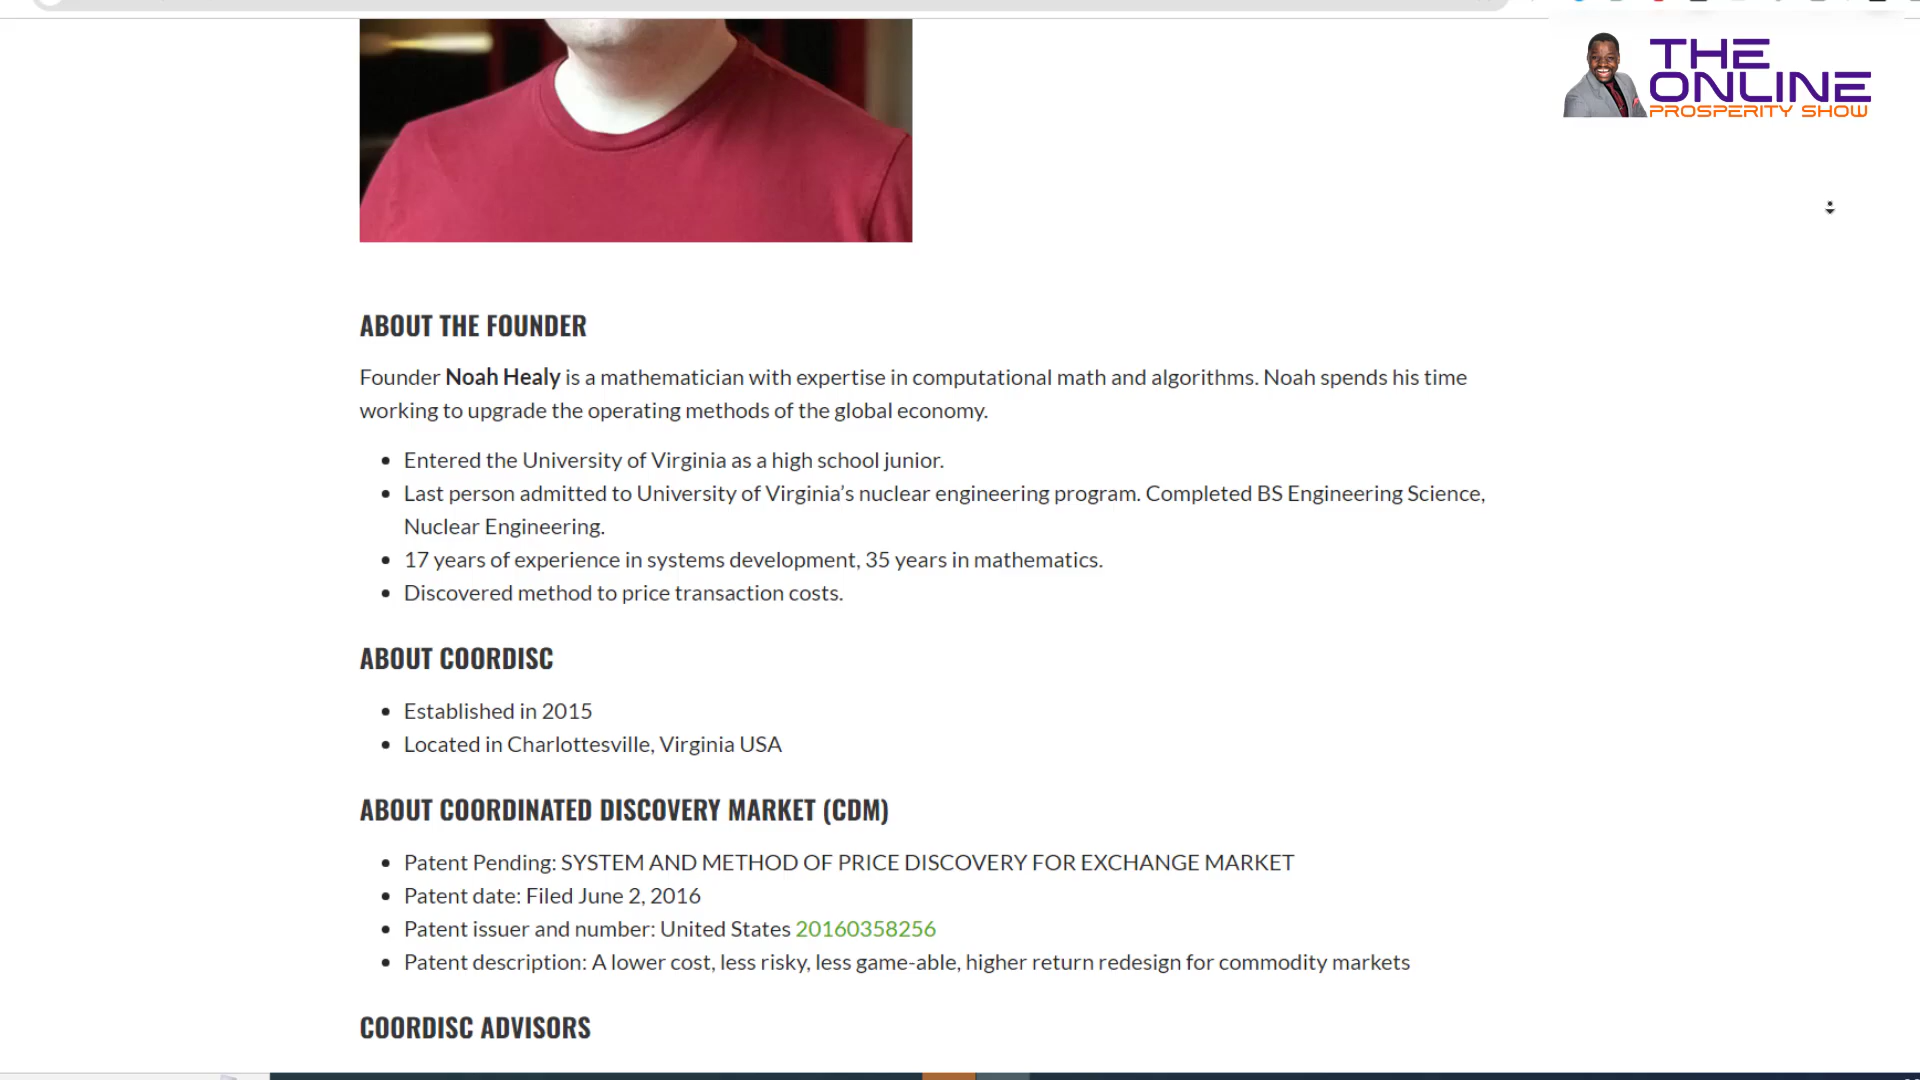 THE
ONLINE
PROSPERITY SHOW
ABOUT THE FOUNDER
Founder Noah Healy is a mathematician with expertise in computational math and algorithms. Noah spends his time
working to upgrade the operating methods of the global economy.
Entered the University of Virginia as a high school junior.
Last person admitted to University of Virginia’s nuclear engineering program. Completed BS Engineering Science,
Nuclear Engineering.
17 years of experience in systems development, 35 years in mathematics.
Discovered method to price transaction costs.
ABOUT COORDISC
Established in 2015
Located in Charlottesville, Virginia USA
ABOUT COORDINATED DISCOVERY MARKET (CDM)
Patent Pending: SYSTEM AND METHOD OF PRICE DISCOVERY FOR EXCHANGE MARKET
Patent date: Filed June 2, 2016
Patent issuer and number: United States 20160358256
Patent description: A lower cost, less risky, less game-able, higher return redesign for commodity markets
COORDISC ADVISORS